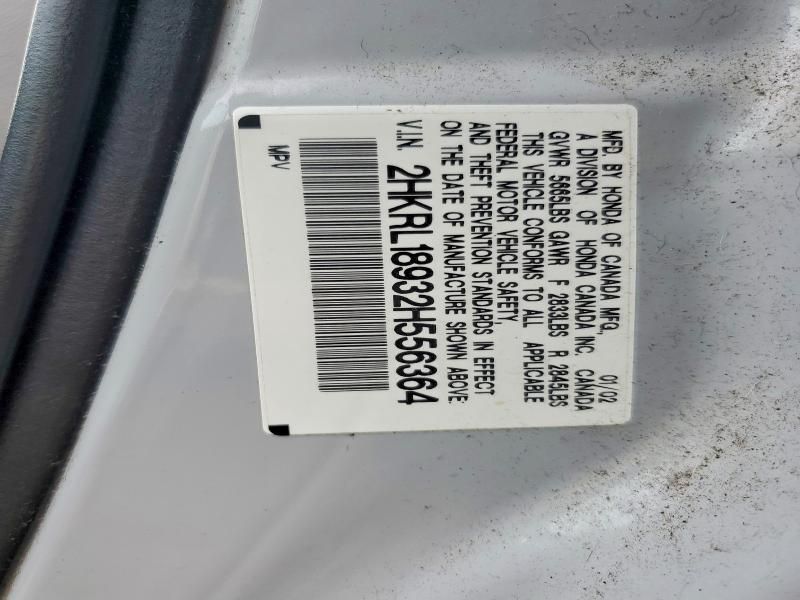 MFD. BY HONDA OF CANADA MFG., 01/02
A DIVISION OF HONDA CANADA INC. CANADA
GVWR 5665LBS GAWR F 2833LBS R 2845LBS
THIS VEHICLE CONFORMS TO ALL APPLICABLE
FEDERAL MOTOR VEHICLE SAFETY,
AND THEFT PREVENTION STANDARDS IN EFFECT
ON THE DATE OF MANUFACTURE SHOWN ABOVE:
V.I.N. 2HKRL18932H556364
MPV